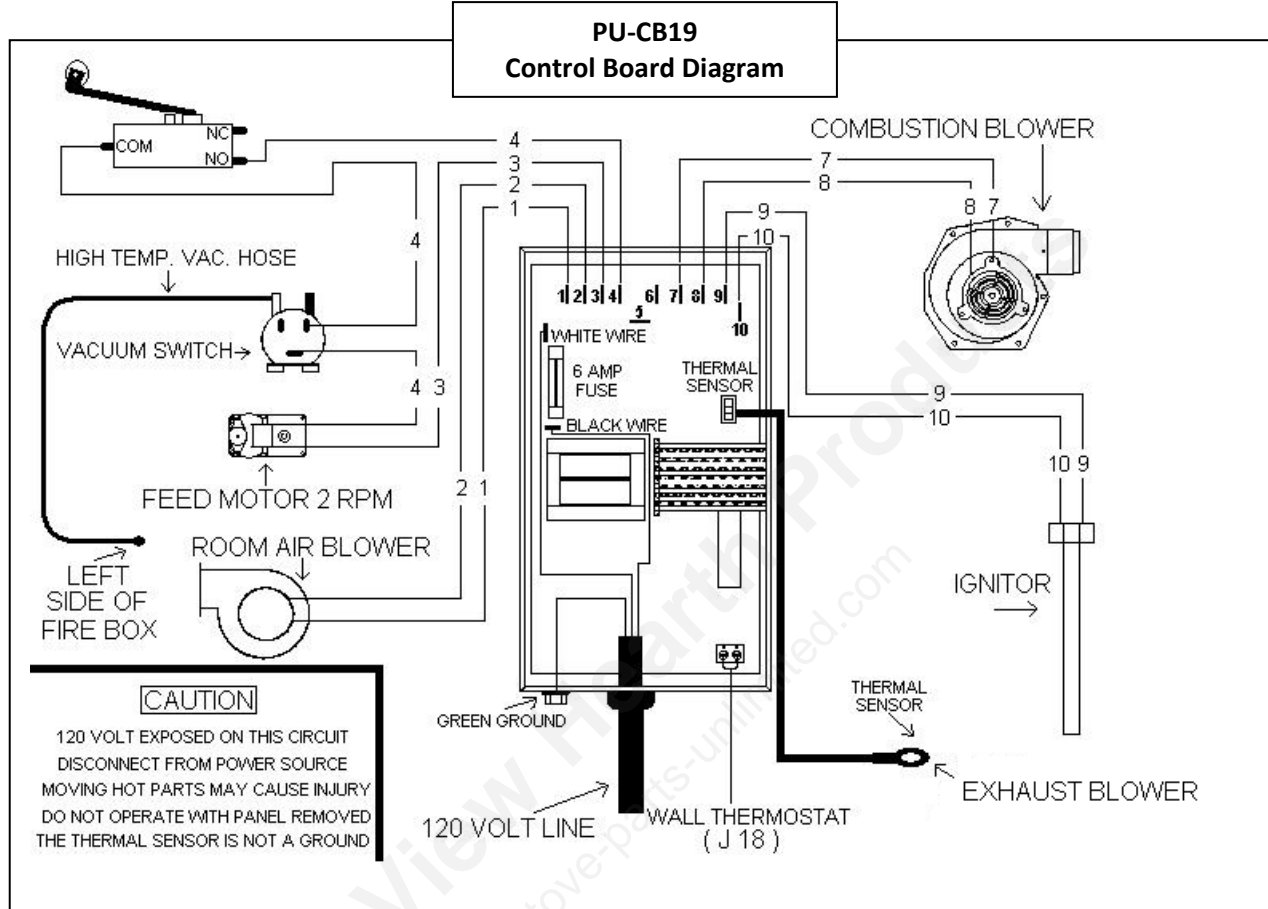 PU-CB19
Control Board Diagram
COM
NC
NO
4
3
2
1
4
7
8
8 7
9
10
COMBUSTION BLOWER
HIGH TEMP. VAC. HOSE
VACUUM SWITCH
4 3
FEED MOTOR 2 RPM
2 1
ROOM AIR BLOWER
LEFT
SIDE OF
FIRE BOX
1 2 3 4 5 6 7 8 9
10
WHITE WIRE
6 AMP
FUSE
BLACK WIRE
THERMAL
SENSOR
9
10
10 9
IGNITOR
THERMAL
SENSOR
EXHAUST BLOWER
GREEN GROUND
120 VOLT LINE
WALL THERMOSTAT
( J 18 )
CAUTION
120 VOLT EXPOSED ON THIS CIRCUIT
DISCONNECT FROM POWER SOURCE
MOVING HOT PARTS MAY CAUSE INJURY
DO NOT OPERATE WITH PANEL REMOVED
THE THERMAL SENSOR IS NOT A GROUND
View Hearth Products